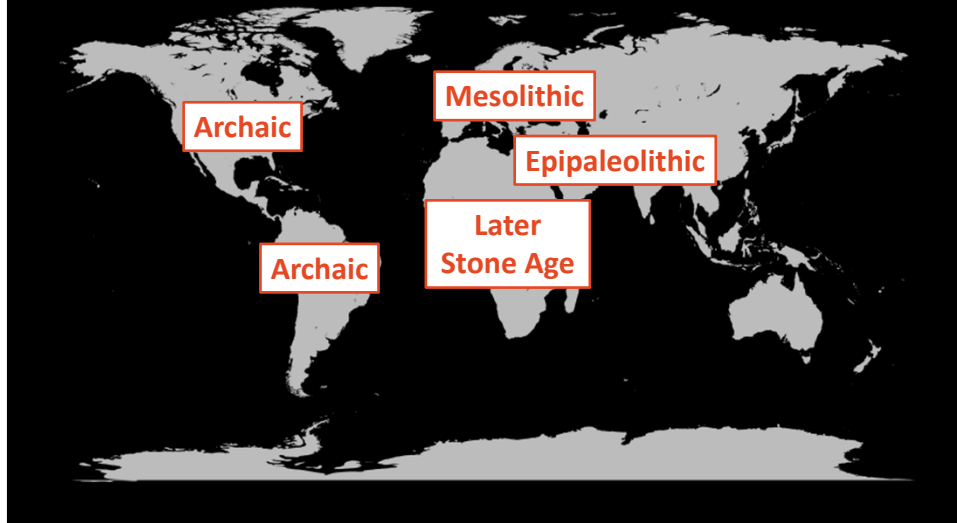 Mesolithic
Archaic
Epipaleolithic
Later
Stone Age
Archaic